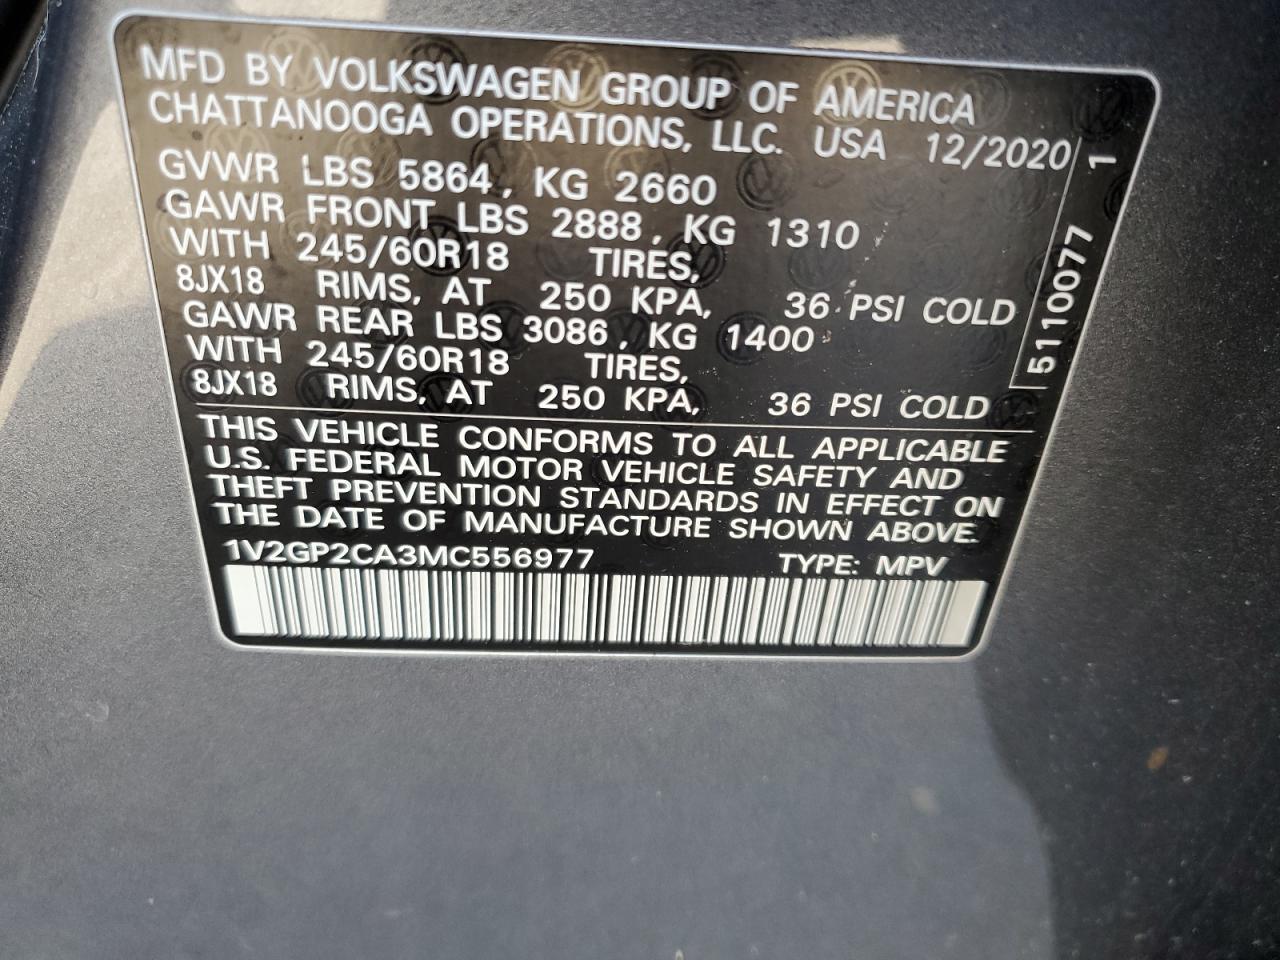 MFD BY VOLKSWAGEN GROUP OF AMERICA
CHATTANOOGA OPERATIONS, LLC. USA 12/2020
GVWR LBS 5864, KG 2660
GAWR FRONT LBS 2888, KG 1310
WITH 245/60R18 TIRES,
8JX18 RIMS, AT 250 KPA, 36 PSI COLD
GAWR REAR LBS 3086, KG 1400
WITH 245/60R18 TIRES,
8JX18 RIMS, AT 250 KPA, 36 PSI COLD
5110077 1
THIS VEHICLE CONFORMS TO ALL APPLICABLE
U.S. FEDERAL MOTOR VEHICLE SAFETY AND
THEFT PREVENTION STANDARDS IN EFFECT ON
THE DATE OF MANUFACTURE SHOWN ABOVE.
1V2GP2CA3MC556977 TYPE: MPV